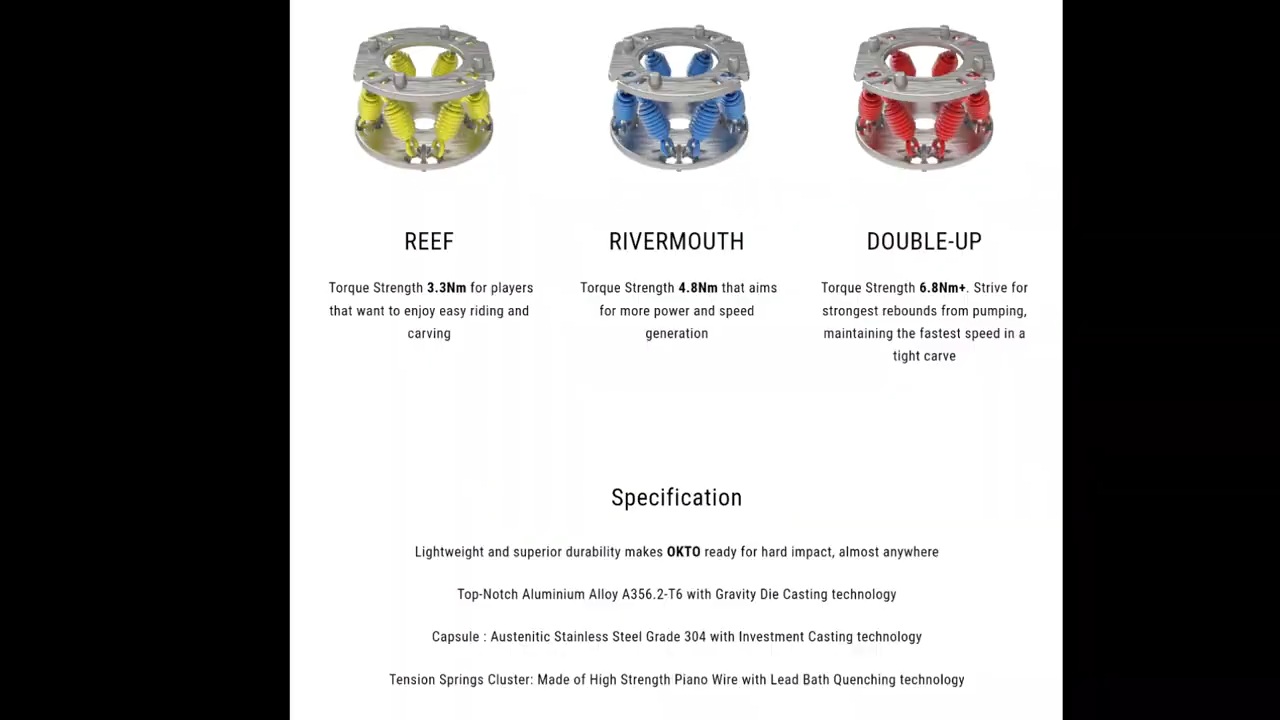 REEF
Torque Strength 3.3Nm for players
that want to enjoy easy riding and
carving
RIVERMOUTH
Torque Strength 4.8Nm that aims
for more power and speed
generation
DOUBLE-UP
Torque Strength 6.8Nm+. Strive for
strongest rebounds from pumping,
maintaining the fastest speed in a
tight carve
Specification
Lightweight and superior durability makes OKTO ready for hard impact, almost anywhere
Top-Notch Aluminium Alloy A356.2-T6 with Gravity Die Casting technology
Capsule : Austenitic Stainless Steel Grade 304 with Investment Casting technology
Tension Springs Cluster: Made of High Strength Piano Wire with Lead Bath Quenching technology